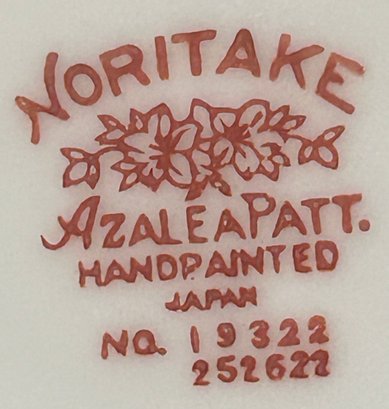 NORITAKE
AZALEA PATT.
HANDPAINTED
JAPAN
NO. 19322
252622